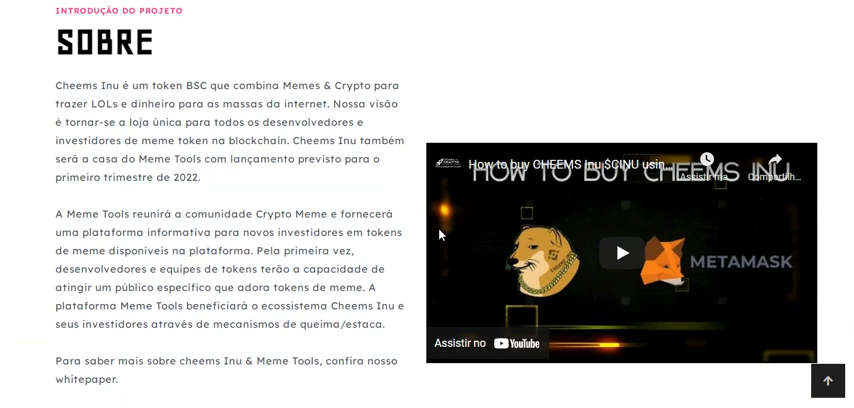 INTRODUÇÃO DO PROJETO
SOBRE
Cheems Inu é um token BSC que combina Memes & Crypto para
trazer LOLs e dinheiro para as massas da internet. Nossa visão
é tornar-se a loja única para todos os desenvolvedores e
investidores de meme token na blockchain. Cheems Inu também
será a casa do Meme Tools com lançamento previsto para o
primeiro trimestre de 2022.
A Meme Tools reunirá a comunidade Crypto Meme e fornecerá
uma plataforma informativa para novos investidores em tokens
de meme disponíveis na plataforma. Pela primeira vez,
desenvolvedores e equipes de tokens terão a capacidade de
atingir um público específico que adora tokens de meme. A
plataforma Meme Tools beneficiará o ecossistema Cheems Inu e
seus investidores através de mecanismos de queima/estaca.
Para saber mais sobre cheems Inu & Meme Tools, confira nosso
whitepaper.
How to buy CHEEMS Inu $CINU usin...
HOW TO BUY CHEEMS INU
Assistir ma...
Compartilh...
METAMASK
Assistir no YouTube